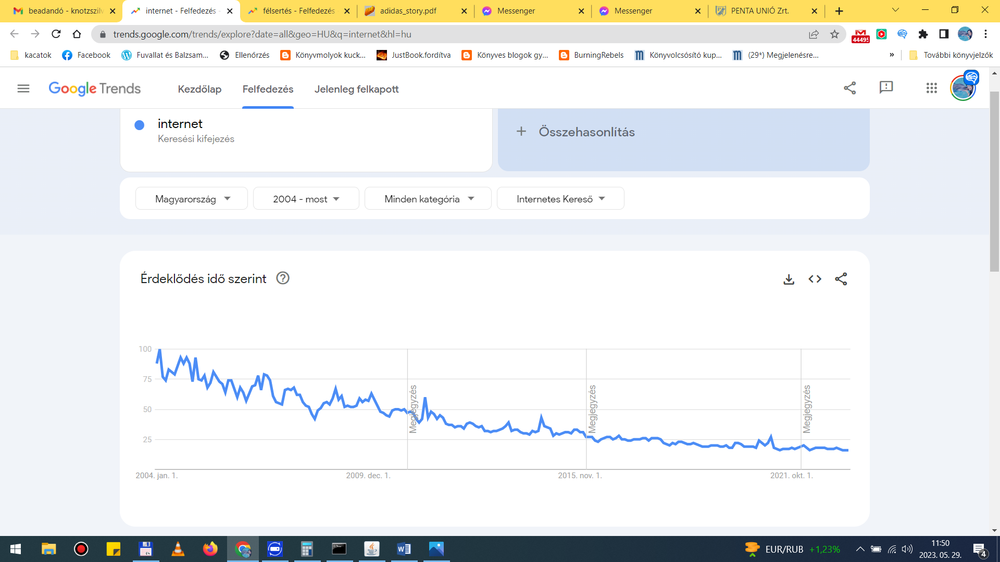 beadandó - knotzszilv
internet - Felfedezés -
félsertés - Felfedezés
adidas_story.pdf
Messenger
Messenger
PENTA UNIÓ Zrt.
trends.google.com/trends/explore?date=all&geo=HU&q=internet&hl=hu
44495
kacatok
Facebook
Fuvallat és Balzsam...
Ellenőrzés
Könyvmolyok kuck...
JustBook.fordítva
Könyves blogok gy...
BurningRebels
Könyvolcsósító kup...
(29*) Megjelenésre...
»
További könyvjelzők
Google Trends
Kezdőlap
Felfedezés
Jelenleg felkapott
internet
Keresési kifejezés
+ Összehasonlítás
Magyarország
2004 - most
Minden kategória
Internetes Kereső
Érdeklődés idő szerint
100
75
50
25
Megjegyzés
Megjegyzés
Megjegyzés
2004. jan. 1.
2009. dec. 1.
2015. nov. 1.
2021. okt. 1.
EUR/RUB +1,23%
11:50
2023. 05. 29.
4